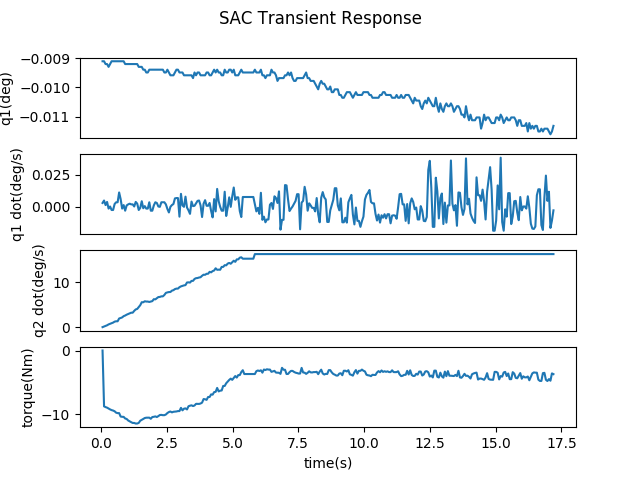 SAC Transient Response
q1(deg)
−0.009
−0.010
−0.011
q1 dot(deg/s)
0.025
0.000
q2 dot(deg/s)
10
0
torque(Nm)
0
−10
0.0 2.5 5.0 7.5 10.0 12.5 15.0 17.5
time(s)